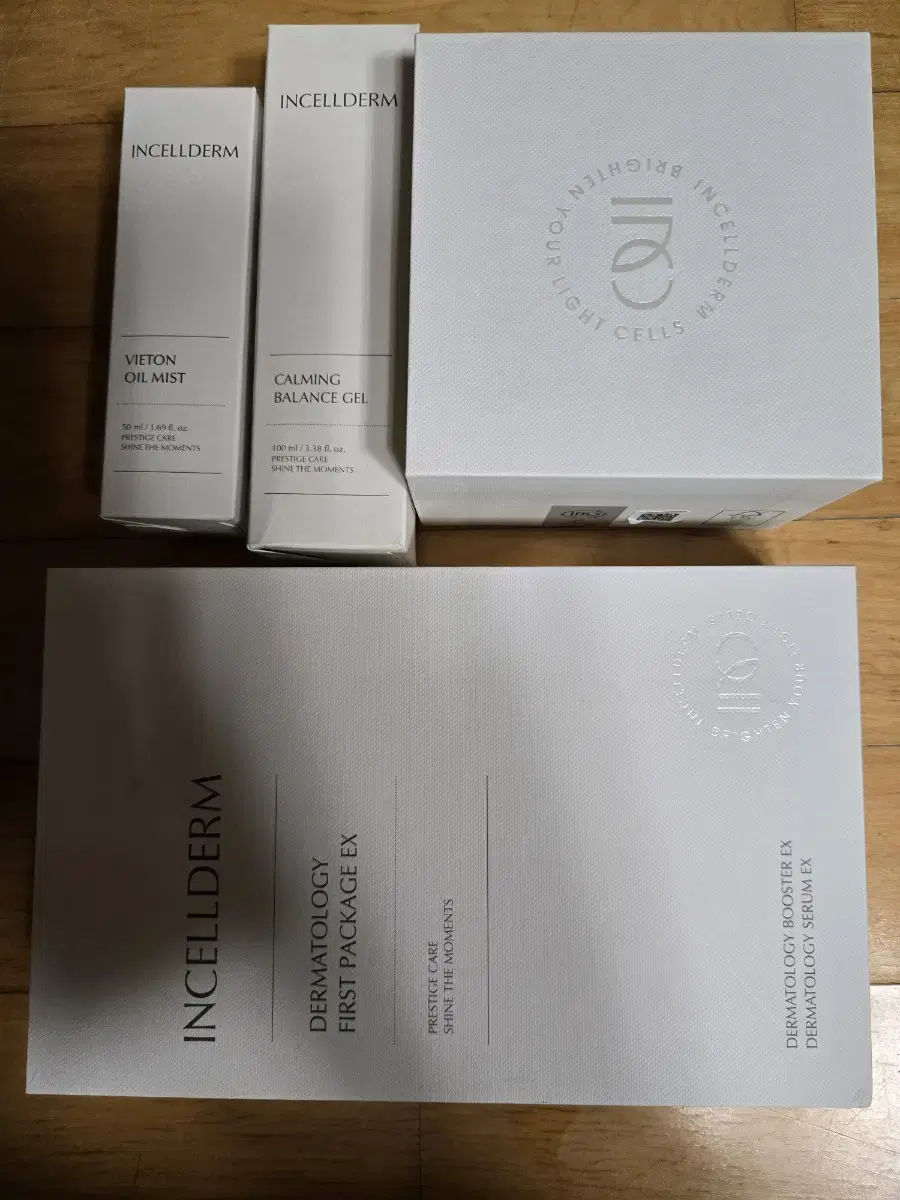 INCELLDERM
VIETON
OIL MIST
50 ml / 1.69 fl. oz.
PRESTIGE CARE
SHINE THE MOMENTS
INCELLDERM
CALMING
BALANCE GEL
100 ml / 3.38 fl. oz.
PRESTIGE CARE
SHINE THE MOMENTS
INCELLDERM BRIGHTEN YOUR LIGHT CELLS
INCELLDERM
DERMATOLOGY
FIRST PACKAGE EX
PRESTIGE CARE
SHINE THE MOMENTS
DERMATOLOGY BOOSTER EX
DERMATOLOGY SERUM EX
BRIGHTEN YOUR